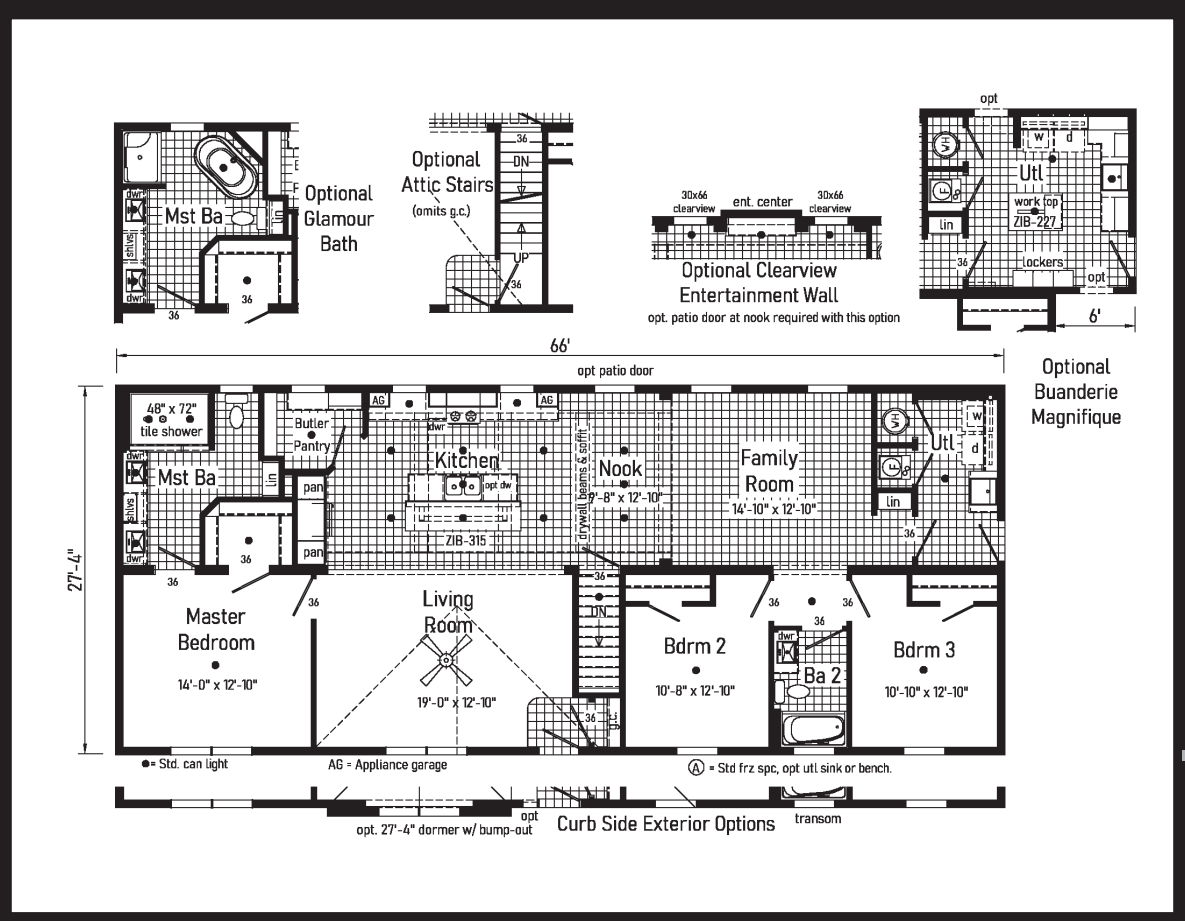 opt
dwr
Mst Ba
lin
shlvs
dwr
36
36
Optional
Glamour
Bath
Optional
Attic Stairs
(omits g.c.)
36
DN
UP
36
30x66
clearview
ent. center
30x66
clearview
Optional Clearview
Entertainment Wall
opt. patio door at nook required with this option
WH
w
d
Utl
F
work top
ZIB-227
lin
36
lockers
opt
6'
Optional
Buanderie
Magnifique
66'
opt patio door
27'-4"
48" x 72"
tile shower
dwr
Mst Ba
lin
shlvs
dwr
36
36
Butler
Pantry
pan
pan
AG
AG
dwr
Kitchen
opt dw
ZIB-315
drywall beams & soffit
Nook
9'-8" x 12'-10"
Family
Room
14'-10" x 12'-10"
WH
F
lin
Utl
w
d
36
Master
Bedroom
14'-0" x 12'-10"
36
Living
Room
19'-0" x 12'-10"
36
DN
36
g.c.
Bdrm 2
10'-8" x 12'-10"
36
36
36
dwr
Ba 2
Bdrm 3
10'-10" x 12'-10"
= Std. can light
AG = Appliance garage
A = Std frz spc, opt utl sink or bench.
opt
opt. 27'-4" dormer w/ bump-out
Curb Side Exterior Options
transom